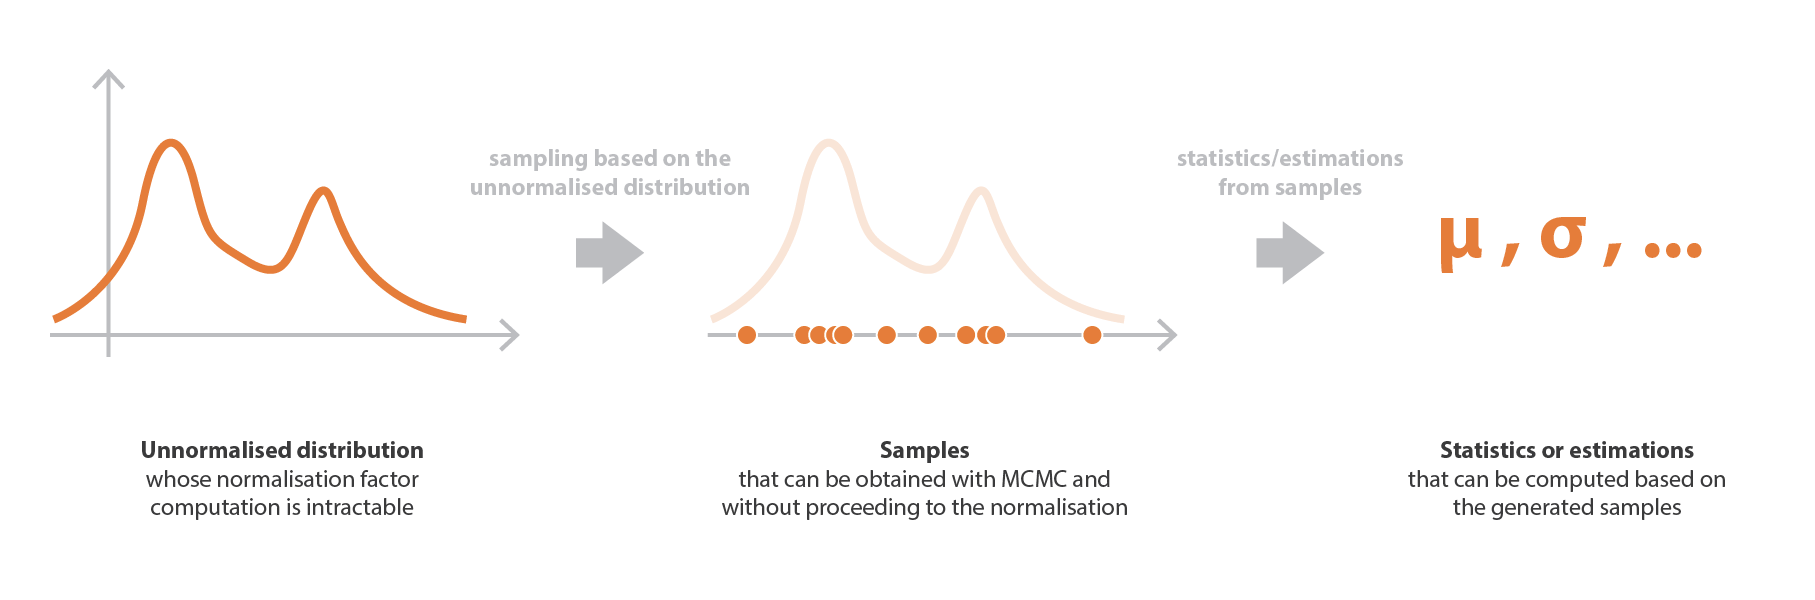 sampling based on the
unnormalised distribution
statistics/estimations
from samples
μ , σ , ...
Unnormalised distribution
whose normalisation factor
computation is intractable
Samples
that can be obtained with MCMC and
without proceeding to the normalisation
Statistics or estimations
that can be computed based on
the generated samples